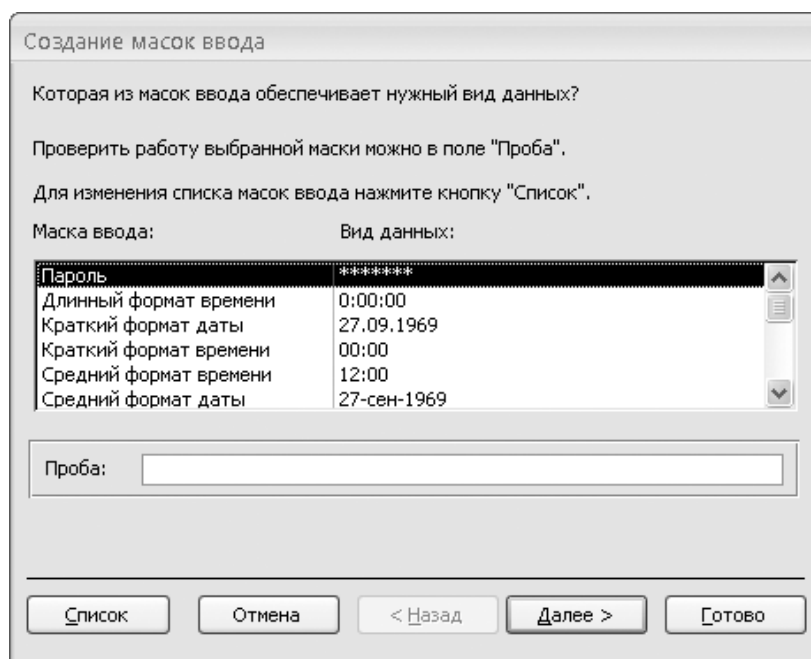 Создание масок ввода
Которая из масок ввода обеспечивает нужный вид данных?
Проверить работу выбранной маски можно в поле "Проба".
Для изменения списка масок ввода нажмите кнопку "Список".
Маска ввода: Вид данных:
Пароль *******
Длинный формат времени 0:00:00
Краткий формат даты 27.09.1969
Краткий формат времени 00:00
Средний формат времени 12:00
Средний формат даты 27-сен-1969
Проба:
Список Отмена < Назад Далее > Готово